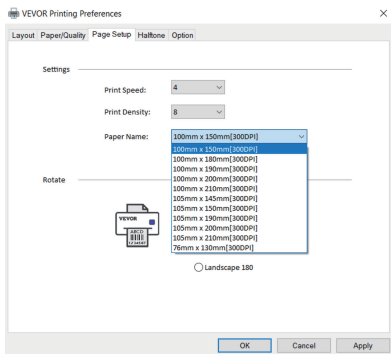 VEVOR Printing Preferences
Layout Paper/Quality Page Setup Halftone Option
Settings
Print Speed: 4
Print Density: 8
Paper Name: 100mm x 150mm[300DPI]
100mm x 150mm[300DPI]
100mm x 180mm[300DPI]
100mm x 190mm[300DPI]
100mm x 200mm[300DPI]
100mm x 210mm[300DPI]
105mm x 145mm[300DPI]
105mm x 150mm[300DPI]
105mm x 190mm[300DPI]
105mm x 200mm[300DPI]
105mm x 210mm[300DPI]
76mm x 130mm[300DPI]
Rotate
VEVOR
ABCD
Landscape 180
OK Cancel Apply